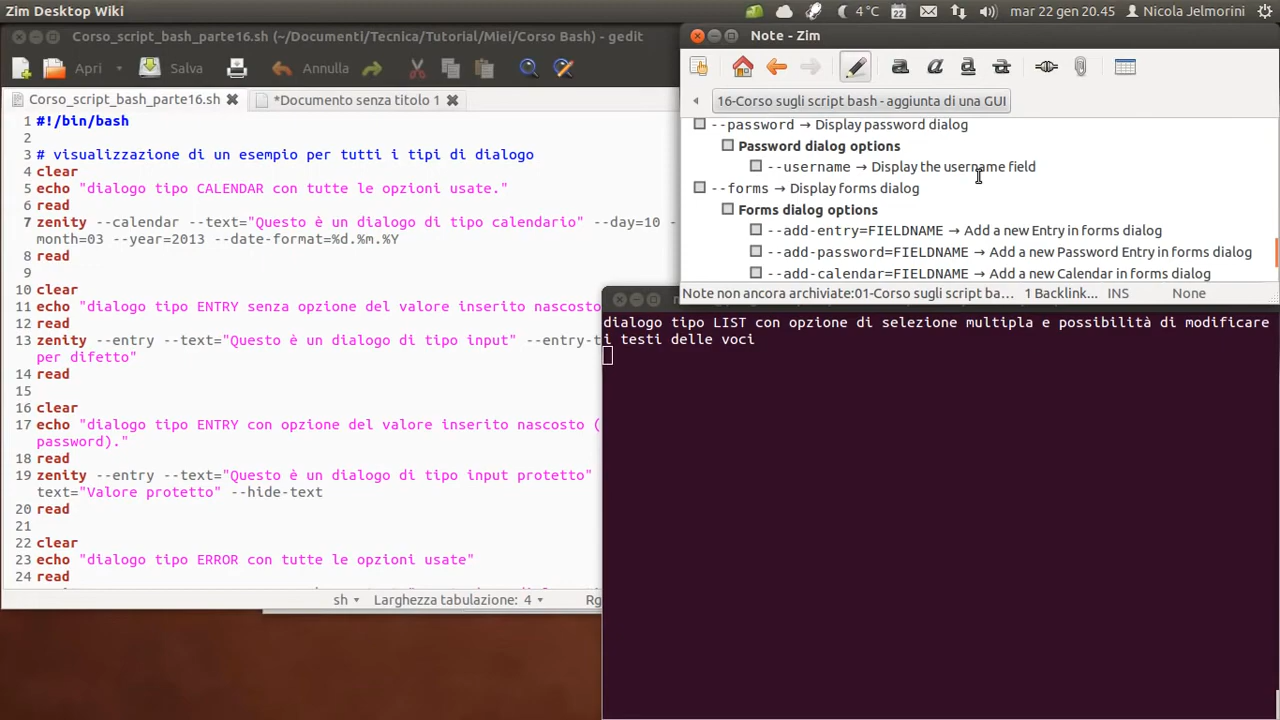 Zim Desktop Wiki
4 °C
22
mar 22 gen 20.45
Nicola Jelmorini
Corso_script_bash_parte16.sh (~/Documenti/Tecnica/Tutorial/Miei/Corso Bash) - gedit
Apri
Salva
Annulla
Corso_script_bash_parte16.sh
*Documento senza titolo 1
1 #!/bin/bash
2
3 # visualizzazione di un esempio per tutti i tipi di dialogo
4 clear
5 echo "dialogo tipo CALENDAR con tutte le opzioni usate."
6 read
7 zenity --calendar --text="Questo è un dialogo di tipo calendario" --day=10 -
month=03 --year=2013 --date-format=%d.%m.%Y
8 read
9
10 clear
11 echo "dialogo tipo ENTRY senza opzione del valore inserito nascosto
12 read
13 zenity --entry --text="Questo è un dialogo di tipo input" --entry-t
per difetto"
14 read
15
16 clear
17 echo "dialogo tipo ENTRY con opzione del valore inserito nascosto (
password)."
18 read
19 zenity --entry --text="Questo è un dialogo di tipo input protetto"
text="Valore protetto" --hide-text
20 read
21
22 clear
23 echo "dialogo tipo ERROR con tutte le opzioni usate"
24 read
sh
Larghezza tabulazione: 4
Rg
Note - Zim
16-Corso sugli script bash - aggiunta di una GUI
--password → Display password dialog
Password dialog options
--username → Display the username field
--forms → Display forms dialog
Forms dialog options
--add-entry=FIELDNAME → Add a new Entry in forms dialog
--add-password=FIELDNAME → Add a new Password Entry in forms dialog
--add-calendar=FIELDNAME → Add a new Calendar in forms dialog
Note non ancora archiviate:01-Corso sugli script ba...
1 Backlink...
INS
None
dialogo tipo LIST con opzione di selezione multipla e possibilità di modificare
i testi delle voci